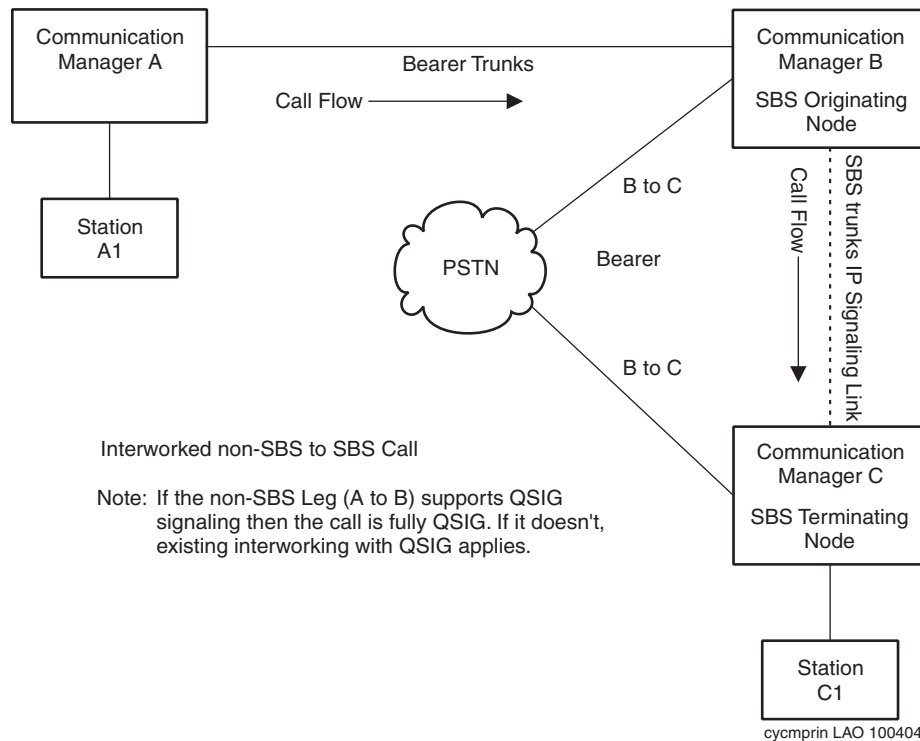 Communication
Manager A
Bearer Trunks
Call Flow
Communication
Manager B
SBS Originating
Node
Station
A1
B to C
PSTN
Bearer
Call Flow
SBS trunks IP Signaling Link
B to C
Interworked non-SBS to SBS Call
Note: If the non-SBS Leg (A to B) supports QSIG
signaling then the call is fully QSIG. If it doesn't,
existing interworking with QSIG applies.
Communication
Manager C
SBS Terminating
Node
Station
C1
cycmprin LAO 100404